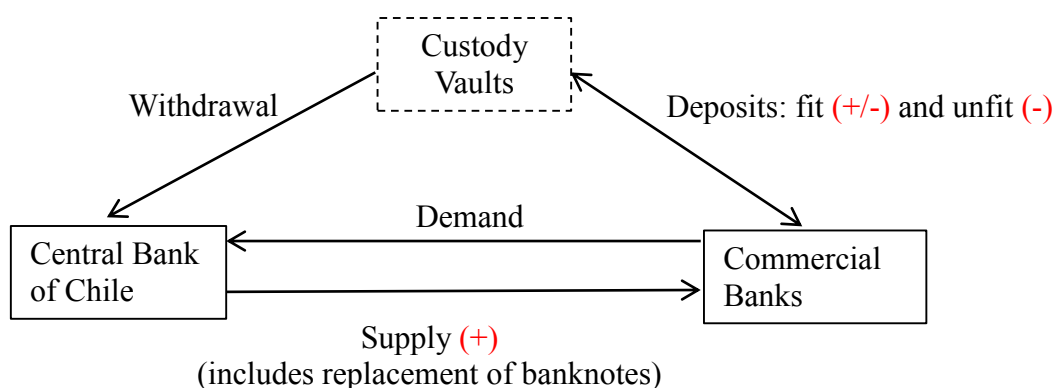 Custody
Vaults
Withdrawal
Deposits: fit (+/-) and unfit (-)
Demand
Central Bank
of Chile
Commercial
Banks
Supply (+)
(includes replacement of banknotes)